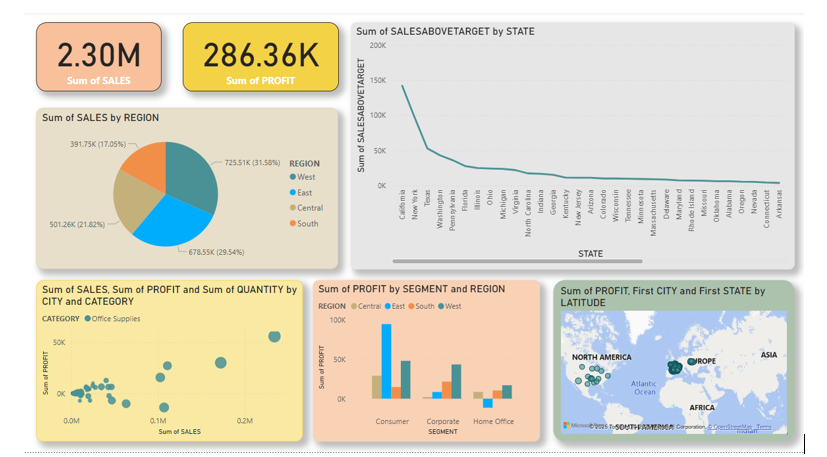 2.30M
Sum of SALES
286.36K
Sum of PROFIT
Sum of SALESABOVETARGET by STATE
Sum of SALESABOVETARGET
200K
150K
100K
50K
0K
California
New York
Texas
Washington
Pennsylvania
Florida
Illinois
Ohio
Michigan
Virginia
North Carolina
Indiana
Georgia
Kentucky
New Jersey
Arizona
Colorado
Wisconsin
Tennessee
Minnesota
Massachusetts
Delaware
Maryland
Rhode Island
Missouri
Oklahoma
Alabama
Oregon
Nevada
Connecticut
Arkansas
STATE
Sum of SALES by REGION
391.75K (17.05%)
725.51K (31.58%)
501.26K (21.82%)
678.55K (29.54%)
REGION
West
East
Central
South
Sum of SALES, Sum of PROFIT and Sum of QUANTITY by
CITY and CATEGORY
CATEGORY Office Supplies
Sum of PROFIT
50K
0K
0.0M 0.1M 0.2M
Sum of SALES
Sum of PROFIT by SEGMENT and REGION
REGION Central East South West
Sum of PROFIT
100K
50K
0K
Consumer Corporate Home Office
SEGMENT
Sum of PROFIT, First CITY and First STATE by
LATITUDE
NORTH AMERICA
ASIA
Atlantic
Ocean
AFRICA
SOUTH AMERICA
Corporation, © OpenStreetMap Terms